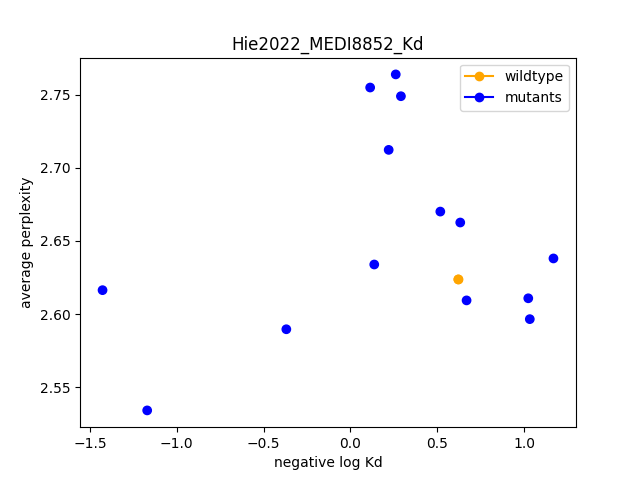 Hie2022_MEDI8852_Kd
wildtype
mutants
2.75
2.70
2.65
2.60
2.55
average perplexity
−1.5
−1.0
−0.5
0.0
0.5
1.0
negative log Kd